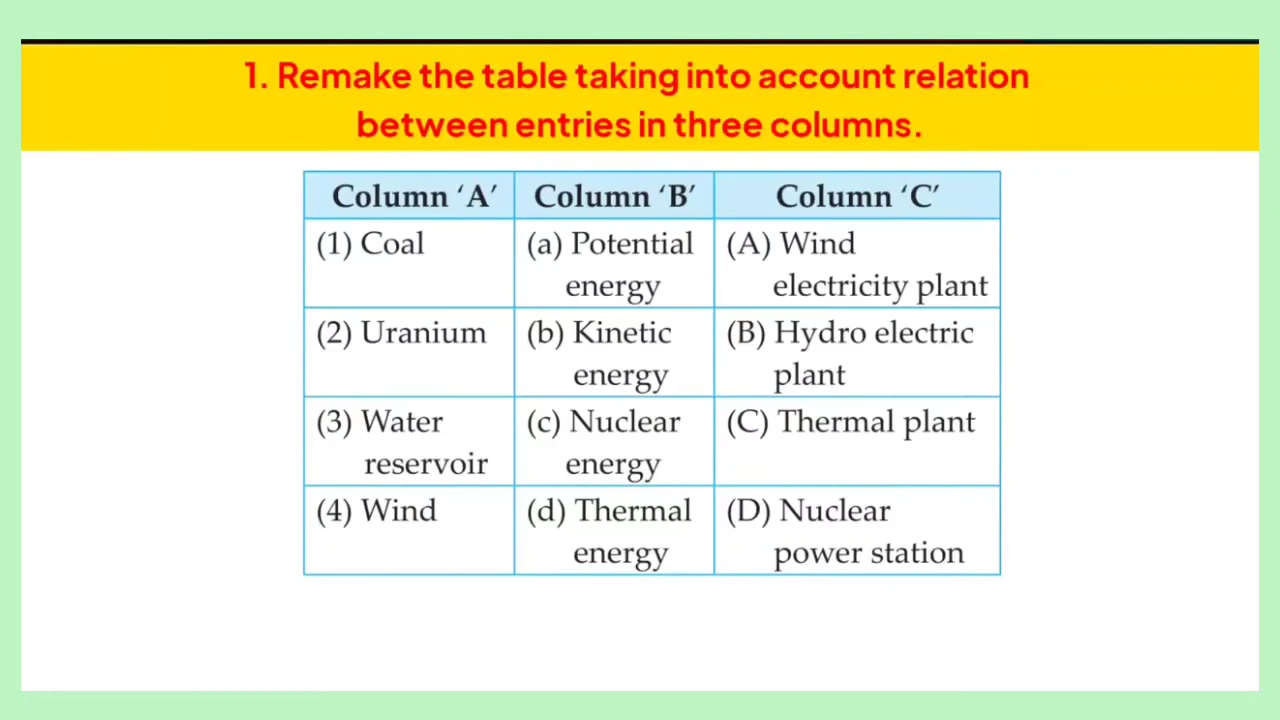 1. Remake the table taking into account relation
between entries in three columns.
Column ‘A’ Column ‘B’ Column ‘C’
(1) Coal (a) Potential (A) Wind
energy electricity plant
(2) Uranium (b) Kinetic (B) Hydro electric
energy plant
(3) Water (c) Nuclear (C) Thermal plant
reservoir energy
(4) Wind (d) Thermal (D) Nuclear
energy power station